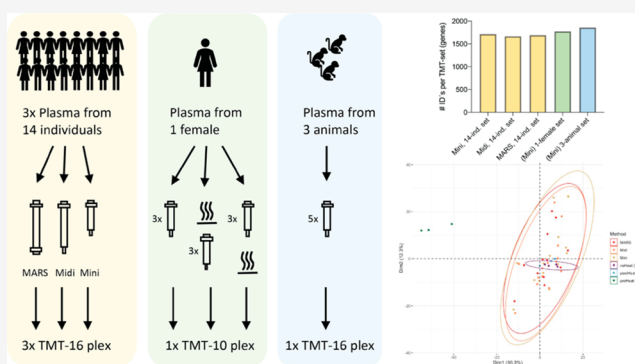 3x Plasma from
14 individuals
MARS Midi Mini
3x TMT-16 plex
Plasma from
1 female
3x
3x
3x
1x TMT-10 plex
Plasma from
3 animals
5x
1x TMT-16 plex
# ID's per TMT-set (genes)
2000
1500
1000
500
0
Mini, 14-ind. set
Midi, 14-ind. set
MARS, 14-ind. set
(Mini) 1-female set
(Mini) 3-animal set
Method
MARS
Midi
Mini